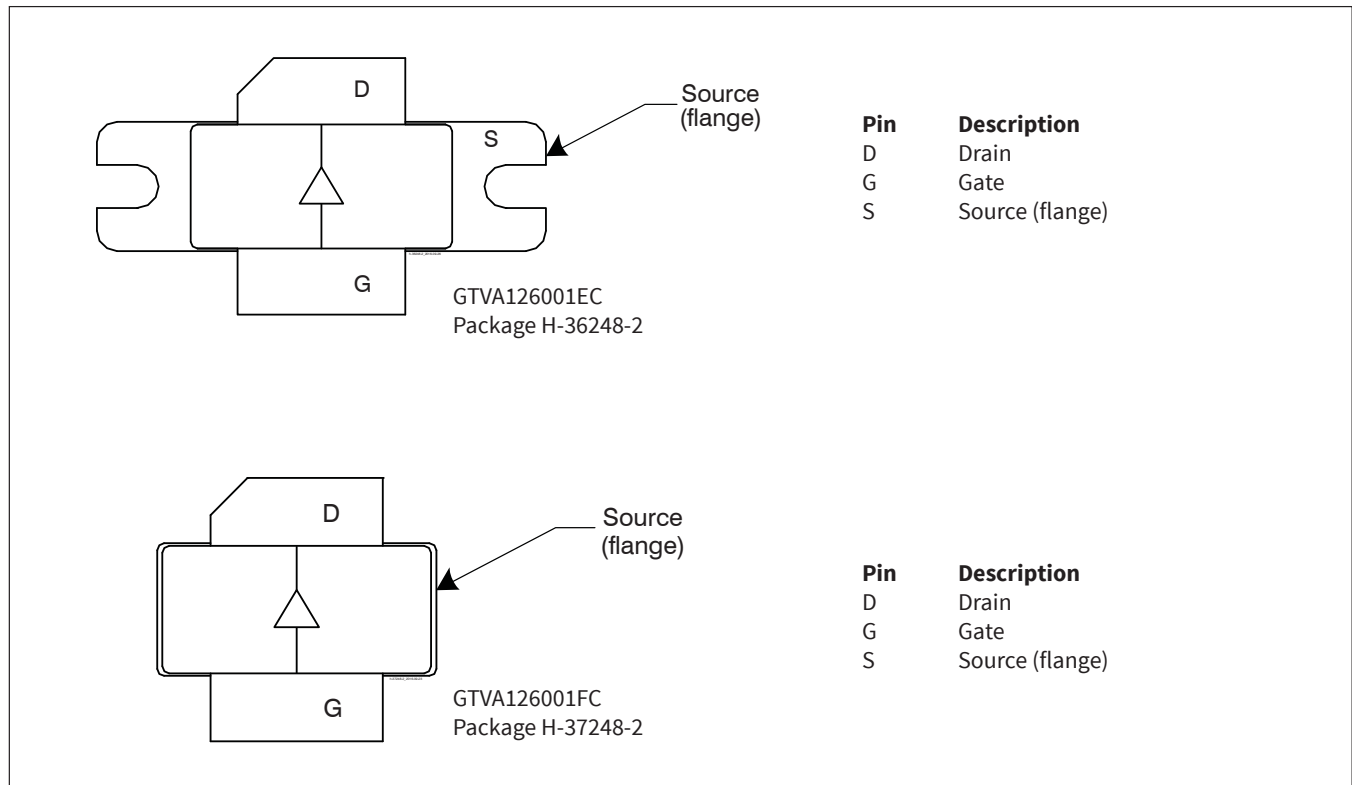 D
S
Source
(flange)
G
GTVA126001EC
Package H-36248-2
Pin Description
D Drain
G Gate
S Source (flange)
D
Source
(flange)
G
GTVA126001FC
Package H-37248-2
Pin Description
D Drain
G Gate
S Source (flange)